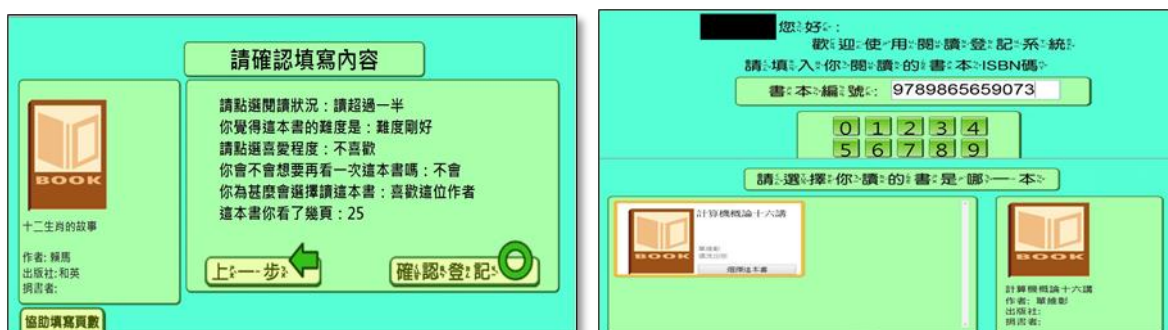 請確認填寫內容
BOOK
十二生肖的故事
作者: 賴馬
出版社:和英
捐書者:
請點選閱讀狀況：讀超過一半
你覺得這本書的難度是：難度剛好
請點選喜愛程度：不喜歡
你會不會想要再看一次這本書嗎：不會
你為甚麼會選擇讀這本書：喜歡這位作者
這本書你看了幾頁：25
上一步
確認登記
協助填寫頁數
您好：
歡迎使用閱讀登記系統
請填入你閱讀的書本ISBN碼
書本編號: 9789865659073
0 1 2 3 4
5 6 7 8 9
請選擇你讀的書是哪一本
BOOK
計算機概論十六講
單維彰
選擇這本書
BOOK
計算機概論十六講
作者: 單維彰
出版社:
捐書者: